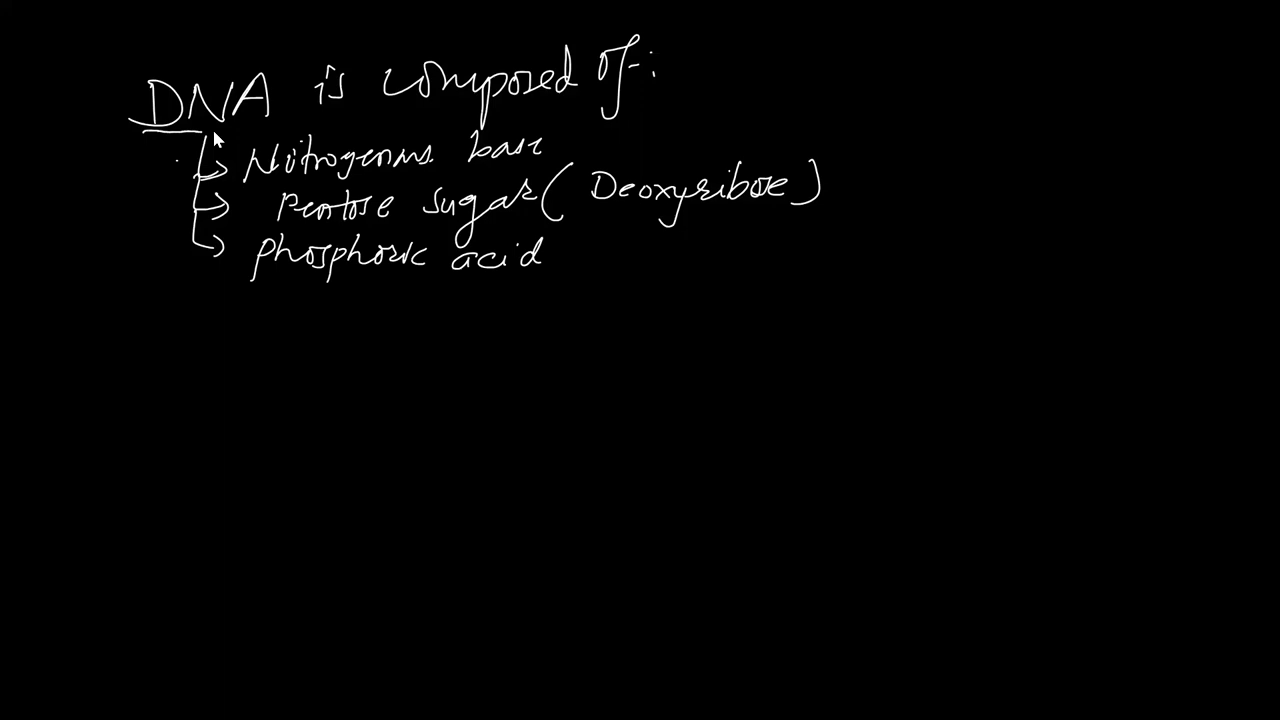 DNA is composed of-:
Nitrogenous base
Pentose sugar (Deoxyribose)
phosphoric acid